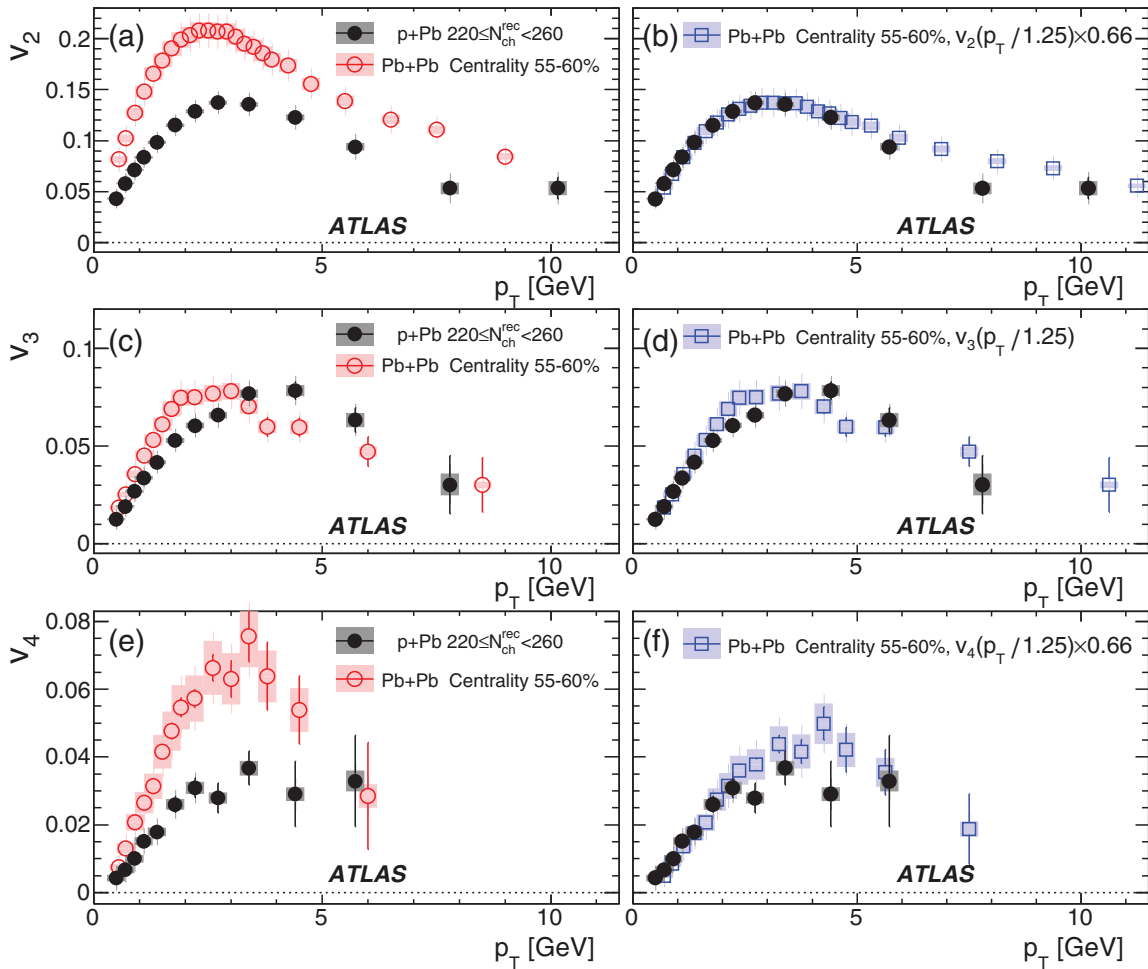 v₂
(a)
p+Pb 220≤N_ch^rec<260
Pb+Pb Centrality 55-60%
0.2
0.15
0.1
0.05
0
ATLAS
0 5 10
p_T [GeV]
(b)
Pb+Pb Centrality 55-60%, v₂(p_T /1.25)×0.66
ATLAS
0 5 10
p_T [GeV]
v₃
(c)
p+Pb 220≤N_ch^rec<260
Pb+Pb Centrality 55-60%
0.1
0.05
0
ATLAS
0 5 10
p_T [GeV]
(d)
Pb+Pb Centrality 55-60%, v₃(p_T /1.25)
ATLAS
0 5 10
p_T [GeV]
v₄
(e)
p+Pb 220≤N_ch^rec<260
Pb+Pb Centrality 55-60%
0.08
0.06
0.04
0.02
0
ATLAS
0 5 10
p_T [GeV]
(f)
Pb+Pb Centrality 55-60%, v₄(p_T /1.25)×0.66
ATLAS
0 5 10
p_T [GeV]